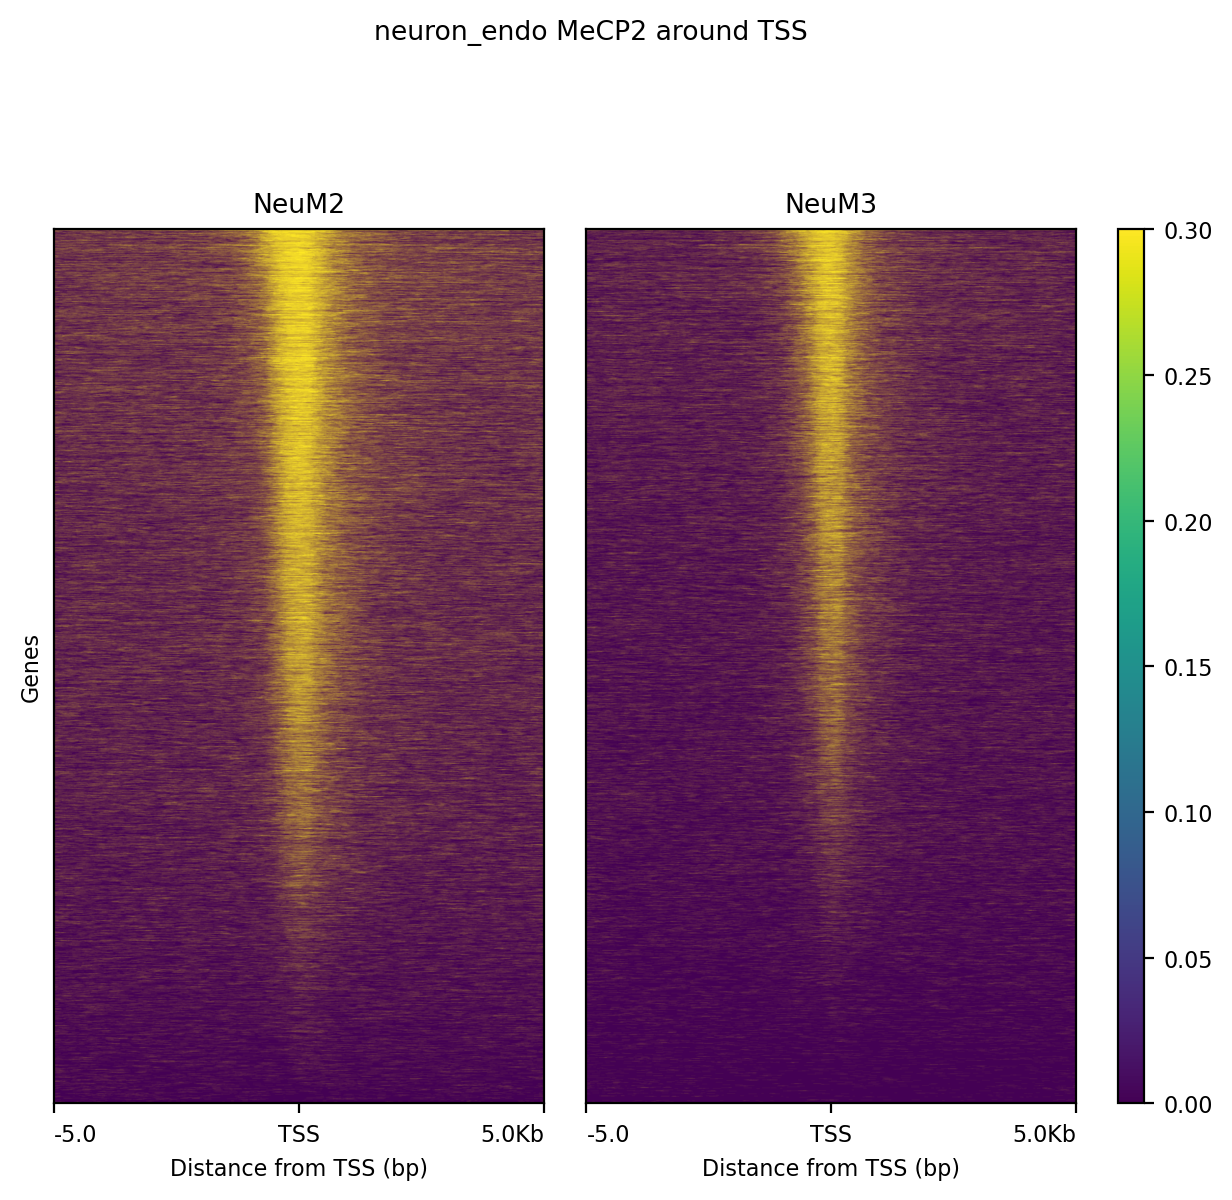 neuron_endo MeCP2 around TSS
NeuM2
NeuM3
Genes
-5.0
TSS
5.0Kb
Distance from TSS (bp)
-5.0
TSS
5.0Kb
Distance from TSS (bp)
0.30
0.25
0.20
0.15
0.10
0.05
0.00